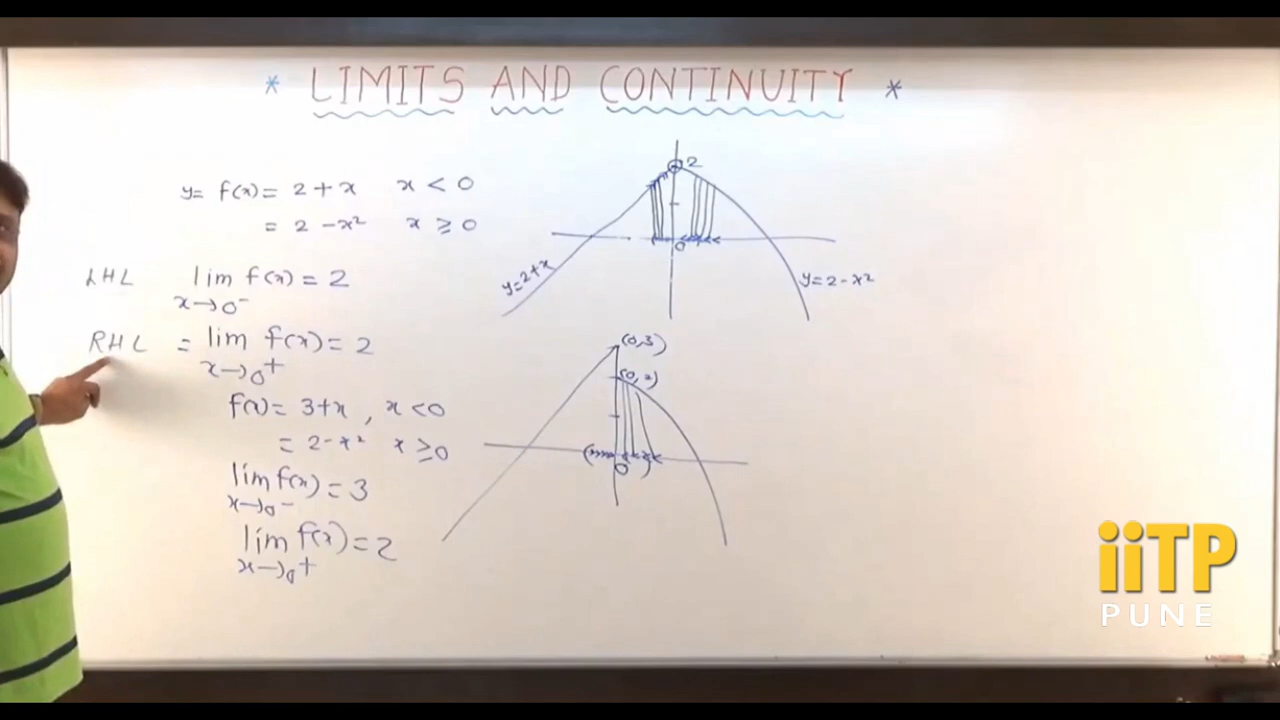 * LIMITS AND CONTINUITY *
y= f(x) = 2 + x x < 0
= 2 - x² x ≥ 0
LHL lim f(x) = 2
x→0⁻
RHL = lim f(x) = 2
x→0⁺
f(x) = 3+x , x <0
= 2-x² x ≥0
lim f(x) = 3
x→0⁻
lim f(x) = 2
x→0⁺
2
0
y=2+x
y= 2-x²
(0,3)
(0,2)
0
iiTP
PUNE